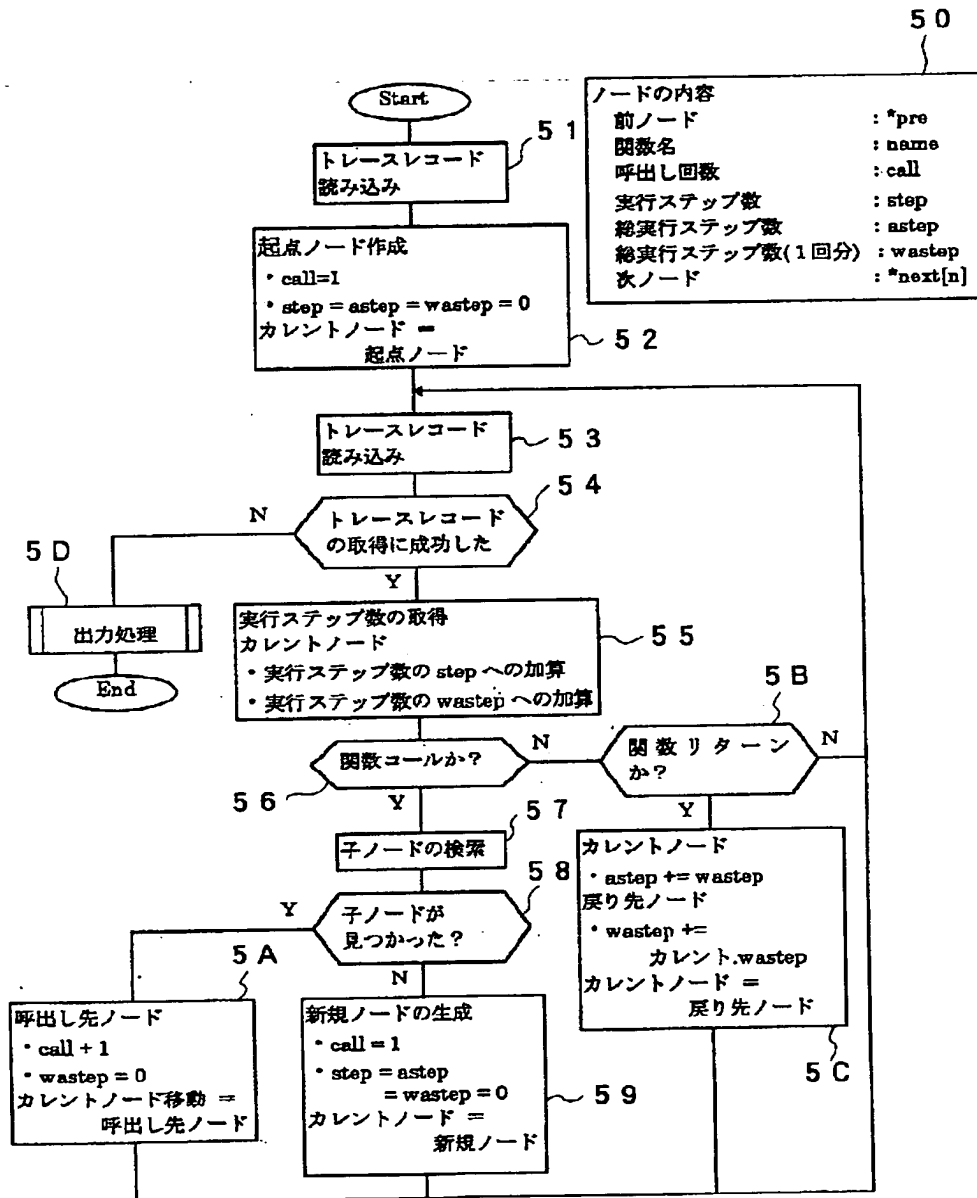 50
ノードの内容
前ノード : *pre
関数名 : name
呼出し回数 : call
実行ステップ数 : step
総実行ステップ数 : astep
総実行ステップ数(1回分) : wastep
次ノード : *next[n]
Start
51
トレースレコード
読み込み
起点ノード作成
・call=1
・step = astep = wastep = 0
カレントノード =
起点ノード
52
トレースレコード
読み込み
53
54
N
トレースレコード
の取得に成功した
Y
5D
出力処理
End
実行ステップ数の取得
カレントノード
・実行ステップ数の step への加算
・実行ステップ数の wastep への加算
55
5B
関数コールか?
N
関数リターン
か?
N
56
Y
Y
57
子ノードの検索
58
Y
子ノードが
見つかった?
N
カレントノード
・astep += wastep
戻り先ノード
・wastep +=
カレント.wastep
カレントノード =
戻り先ノード
5C
5A
呼出し先ノード
・call + 1
・wastep = 0
カレントノード移動 =
呼出し先ノード
新規ノードの生成
・call = 1
・step = astep
= wastep = 0
カレントノード =
新規ノード
59